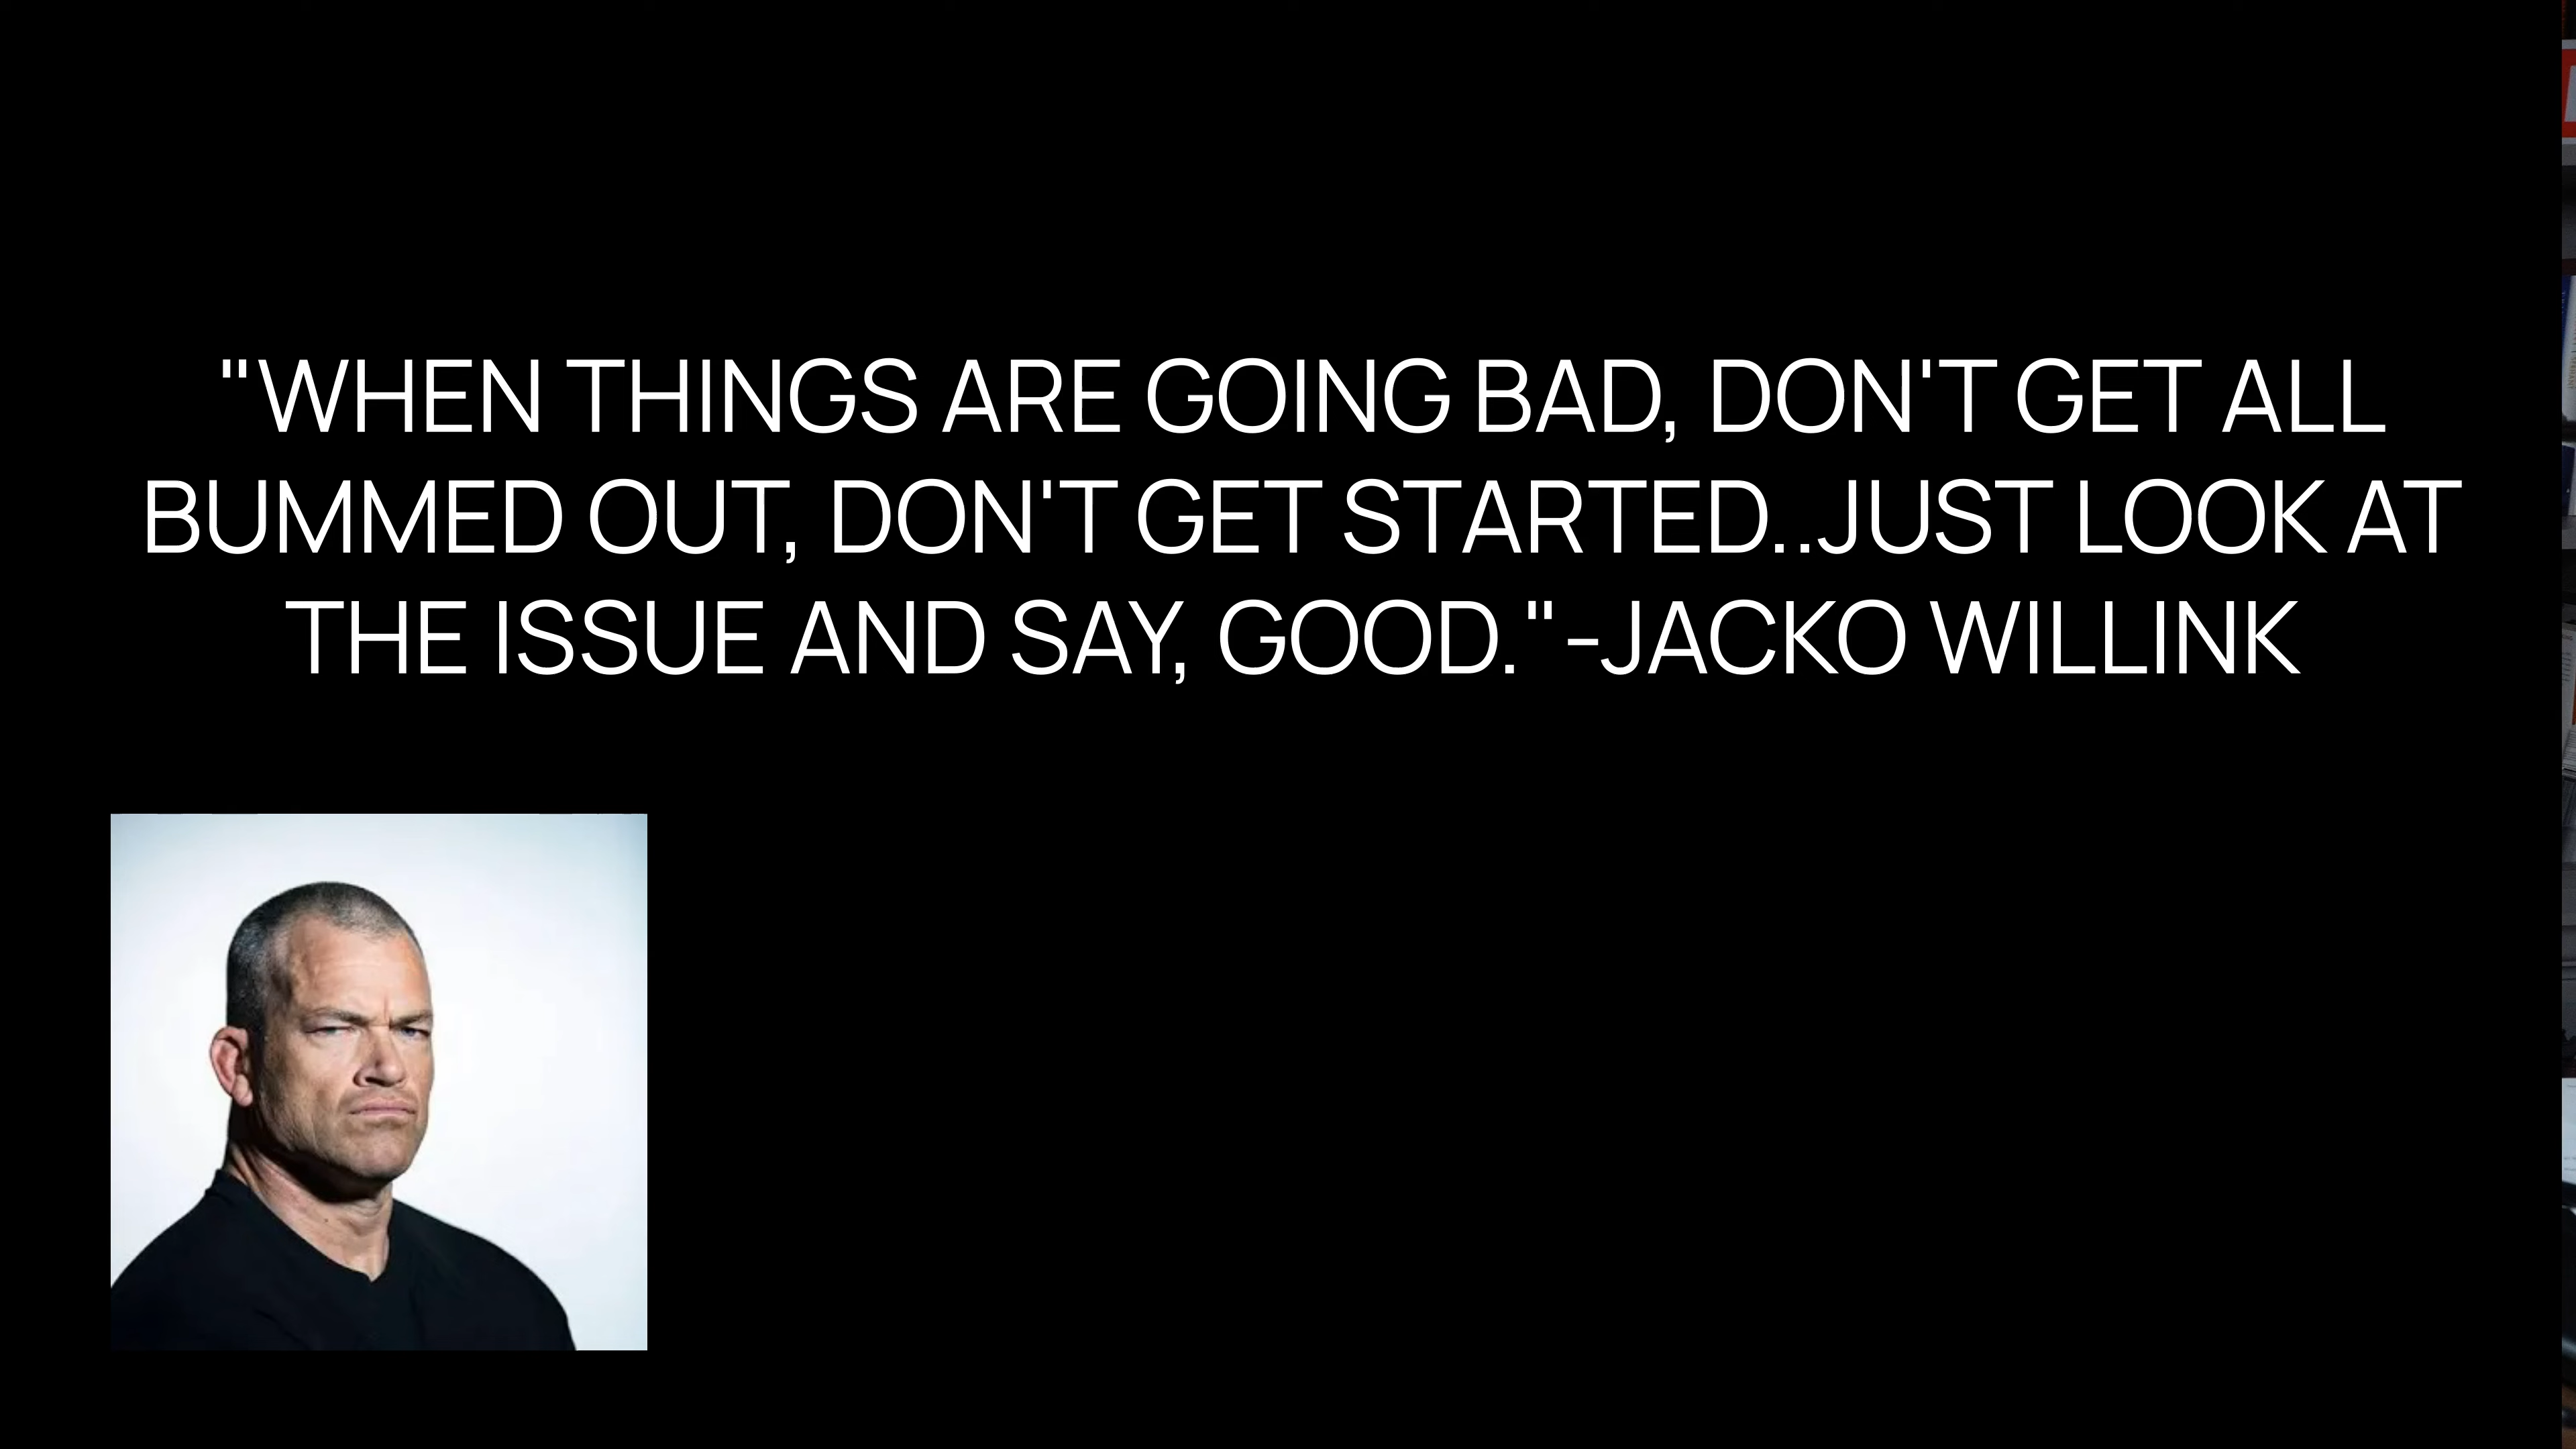 "WHEN THINGS ARE GOING BAD, DON'T GET ALL
BUMMED OUT, DON'T GET STARTED..JUST LOOK AT
THE ISSUE AND SAY, GOOD."-JACKO WILLINK